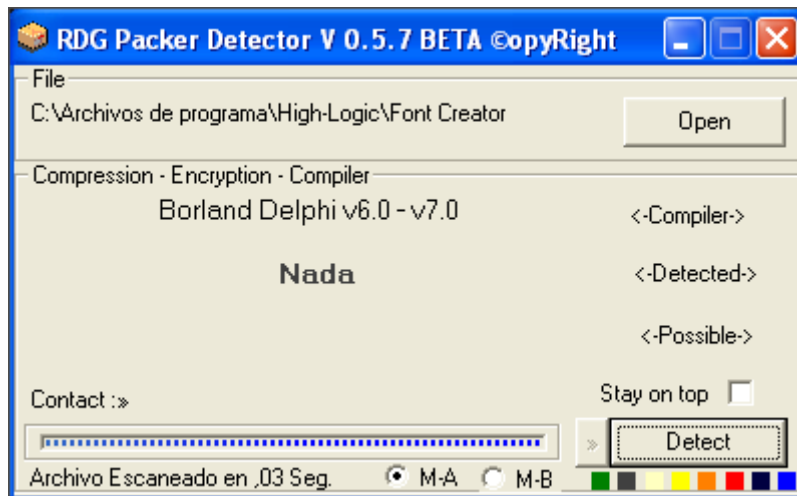 RDG Packer Detector V 0.5.7 BETA ©opyRight
File
C:\Archivos de programa\High-Logic\Font Creator
Open
Compression - Encryption - Compiler
Borland Delphi v6.0 - v7.0
<-Compiler->
Nada
<-Detected->
<-Possible->
Contact :»
Stay on top
»
Detect
Archivo Escaneado en ,03 Seg.
M-A
M-B